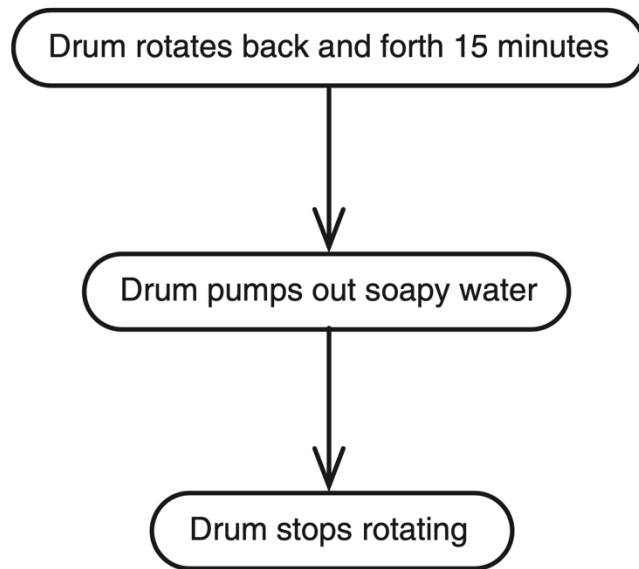 Drum rotates back and forth 15 minutes
Drum pumps out soapy water
Drum stops rotating